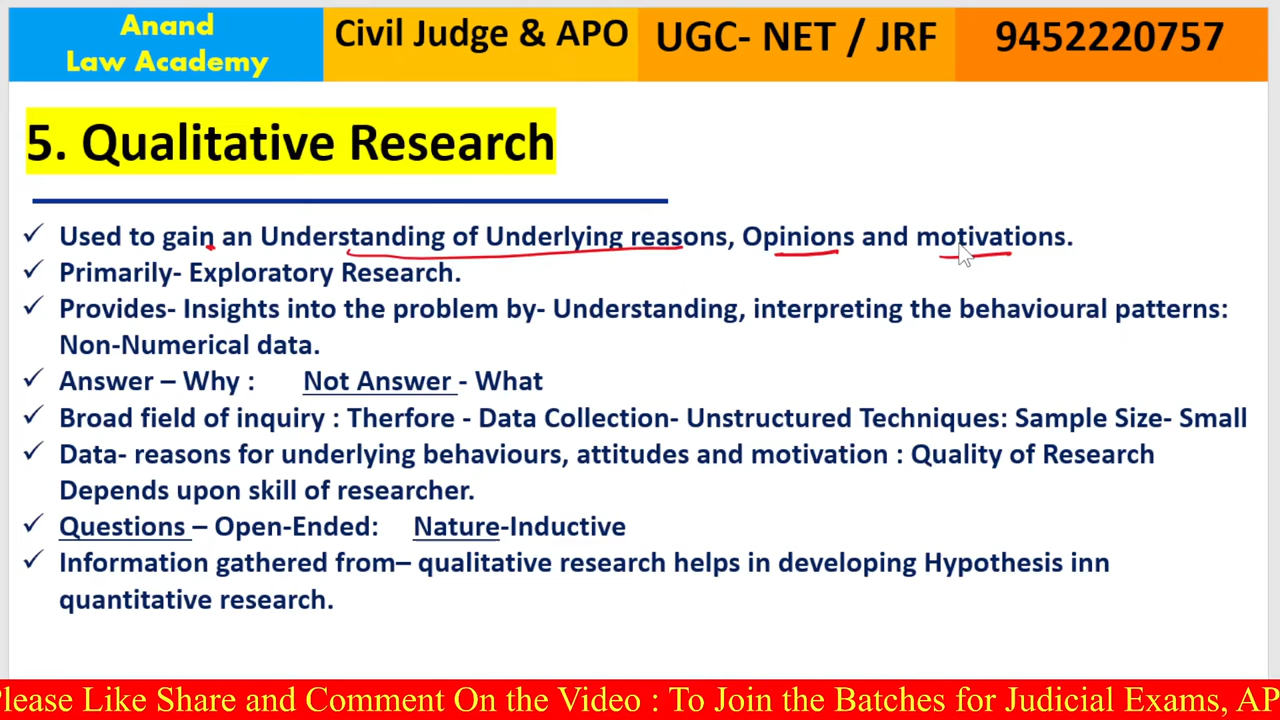 Anand
Law Academy
Civil Judge & APO
UGC- NET / JRF
9452220757
5. Qualitative Research
✓ Used to gain an Understanding of Underlying reasons, Opinions and motivations.
✓ Primarily- Exploratory Research.
✓ Provides- Insights into the problem by- Understanding, interpreting the behavioural patterns:
Non-Numerical data.
✓ Answer – Why : Not Answer - What
✓ Broad field of inquiry : Therfore - Data Collection- Unstructured Techniques: Sample Size- Small
✓ Data- reasons for underlying behaviours, attitudes and motivation : Quality of Research
Depends upon skill of researcher.
✓ Questions – Open-Ended: Nature-Inductive
✓ Information gathered from– qualitative research helps in developing Hypothesis inn
quantitative research.
Please Like Share and Comment On the Video : To Join the Batches for Judicial Exams, AP